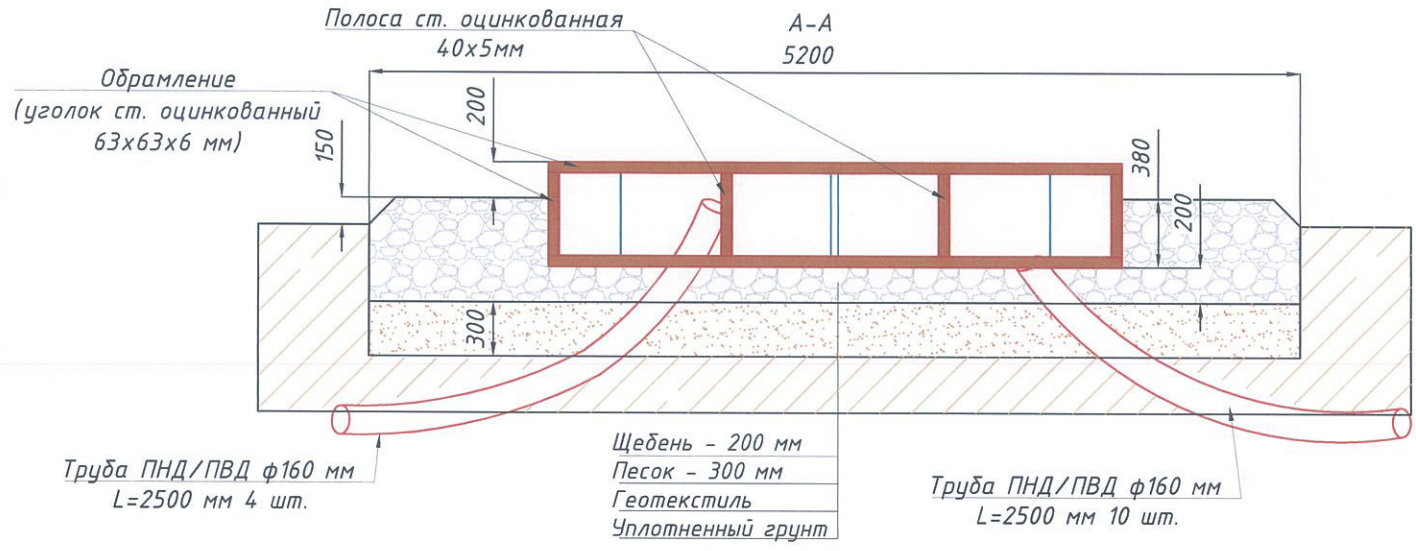 Полоса ст. оцинкованная
40х5мм
А-А
5200
Обрамление
(уголок ст. оцинкованный
63х63х6 мм)
150
200
380
200
300
Труба ПНД/ПВД ф160 мм
L=2500 мм 4 шт.
Щебень - 200 мм
Песок - 300 мм
Геотекстиль
Уплотненный грунт
Труба ПНД/ПВД ф160 мм
L=2500 мм 10 шт.